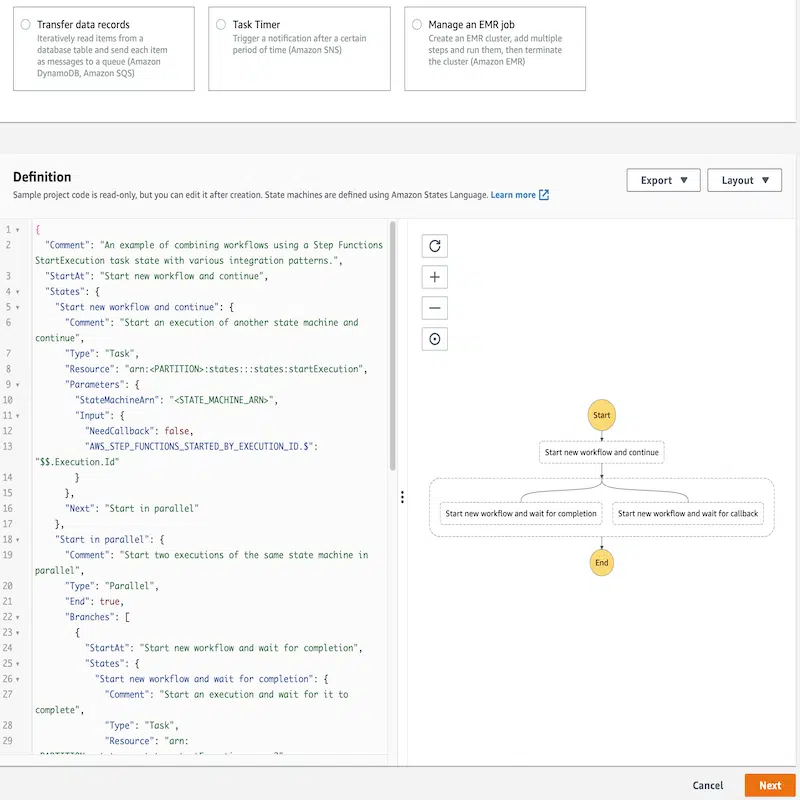 Transfer data records
Iteratively read items from a
database table and send each item
as messages to a queue (Amazon
DynamoDB, Amazon SQS)
Task Timer
Trigger a notification after a certain
period of time (Amazon SNS)
Manage an EMR job
Create an EMR cluster, add multiple
steps and run them, then terminate
the cluster (Amazon EMR)
Definition
Sample project code is read-only, but you can edit it after creation. State machines are defined using Amazon States Language. Learn more
Export
Layout
1 {
2 "Comment": "An example of combining workflows using a Step Functions
StartExecution task state with various integration patterns.",
3 "StartAt": "Start new workflow and continue",
4 "States": {
5 "Start new workflow and continue": {
6 "Comment": "Start an execution of another state machine and
continue",
7 "Type": "Task",
8 "Resource": "arn:<PARTITION>:states:::states:startExecution",
9 "Parameters": {
10 "StateMachineArn": "<STATE_MACHINE_ARN>",
11 "Input": {
12 "NeedCallback": false,
13 "AWS_STEP_FUNCTIONS_STARTED_BY_EXECUTION_ID.$":
"$$.Execution.Id"
14 }
15 },
16 "Next": "Start in parallel"
17 },
18 "Start in parallel": {
19 "Comment": "Start two executions of the same state machine in
parallel",
20 "Type": "Parallel",
21 "End": true,
22 "Branches": [
23 {
24 "StartAt": "Start new workflow and wait for completion",
25 "States": {
26 "Start new workflow and wait for completion": {
27 "Comment": "Start an execution and wait for it to
complete",
28 "Type": "Task",
29 "Resource": "arn:
Start
Start new workflow and continue
Start new workflow and wait for completion
Start new workflow and wait for callback
End
Cancel
Next